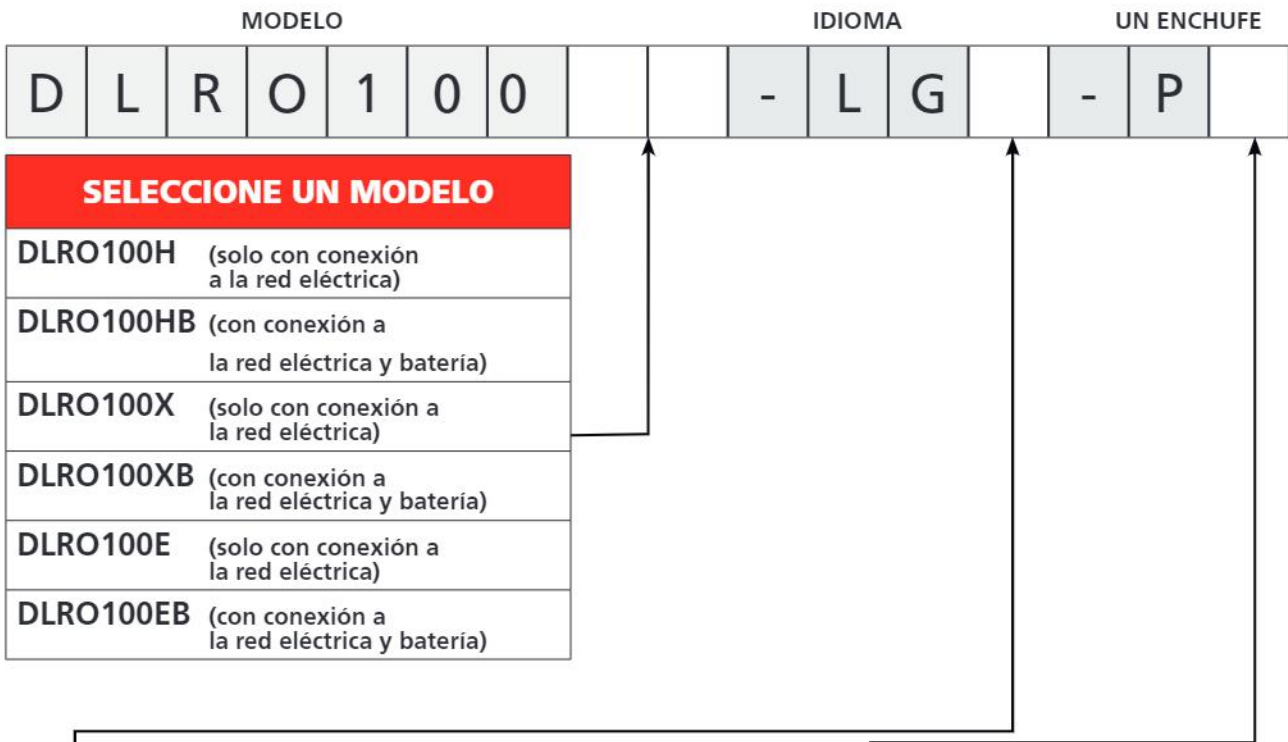 MODELO IDIOMA UN ENCHUFE
D L R O 1 0 0 - L G - P
SELECCIONE UN MODELO
DLRO100H (solo con conexión
a la red eléctrica)
DLRO100HB (con conexión a
la red eléctrica y batería)
DLRO100X (solo con conexión a
la red eléctrica)
DLRO100XB (con conexión a
la red eléctrica y batería)
DLRO100E (solo con conexión a
la red eléctrica)
DLRO100EB (con conexión a
la red eléctrica y batería)